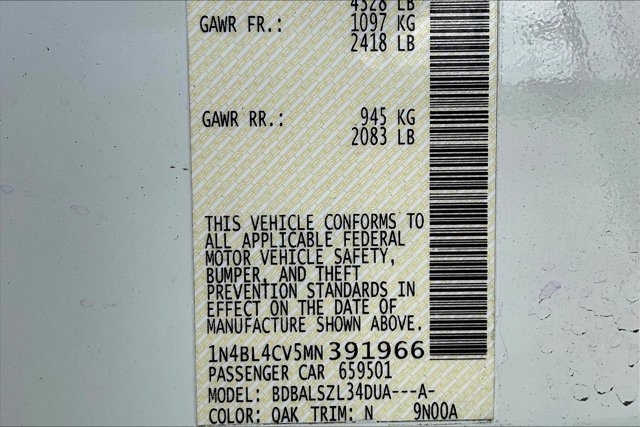 4528 LB
GAWR FR.: 1097 KG
2418 LB
GAWR RR.: 945 KG
2083 LB
THIS VEHICLE CONFORMS TO
ALL APPLICABLE FEDERAL
MOTOR VEHICLE SAFETY,
BUMPER, AND THEFT
PREVENTION STANDARDS IN
EFFECT ON THE DATE OF
MANUFACTURE SHOWN ABOVE.
1N4BL4CV5MN391966
PASSENGER CAR 659501
MODEL: BDBALSZL34DUA---A-
COLOR: QAK TRIM: N 9N00A